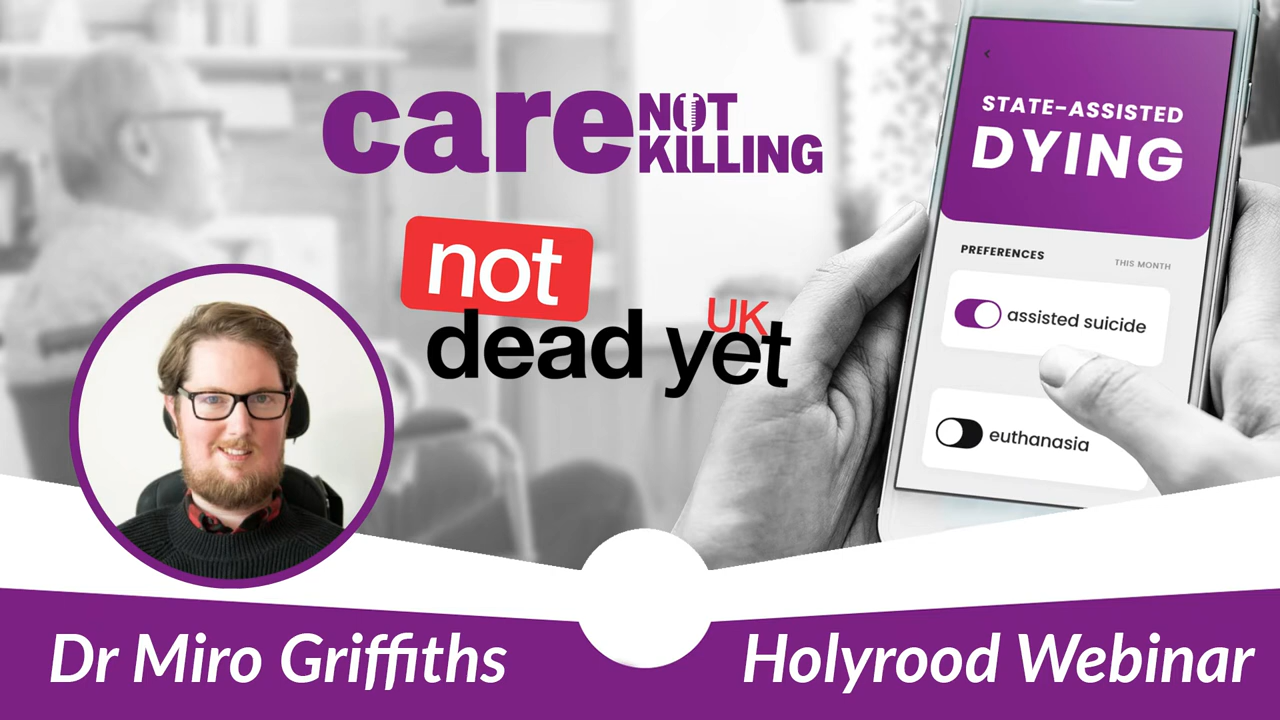 care NOT
KILLING
not
dead yet
UK
STATE-ASSISTED
DYING
PREFERENCES THIS MONTH
assisted suicide
euthanasia
Dr Miro Griffiths
Holyrood Webinar